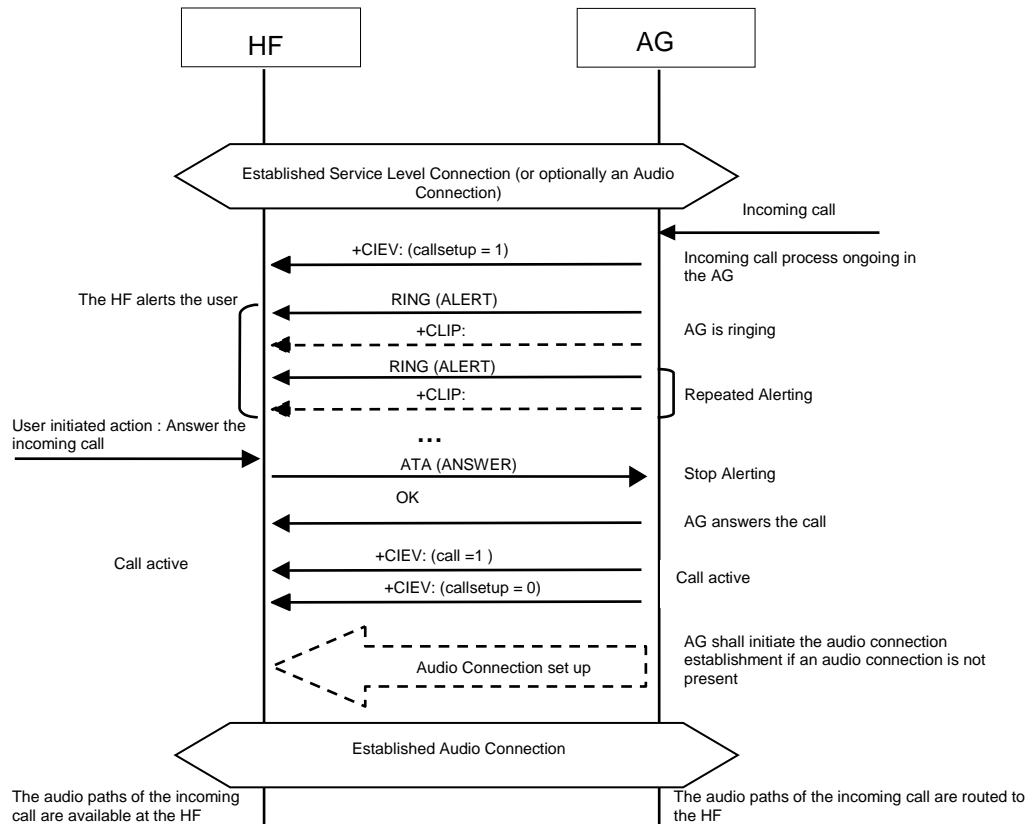 HF
AG
Established Service Level Connection (or optionally an Audio
Connection)
Incoming call
+CIEV: (callsetup = 1)
Incoming call process ongoing in
the AG
The HF alerts the user
RING (ALERT)
+CLIP:
AG is ringing
RING (ALERT)
+CLIP:
Repeated Alerting
User initiated action : Answer the
incoming call
...
ATA (ANSWER)
Stop Alerting
OK
AG answers the call
+CIEV: (call =1 )
Call active
Call active
+CIEV: (callsetup = 0)
AG shall initiate the audio connection
establishment if an audio connection is not
present
Audio Connection set up
Established Audio Connection
The audio paths of the incoming
call are available at the HF
The audio paths of the incoming call are routed to
the HF